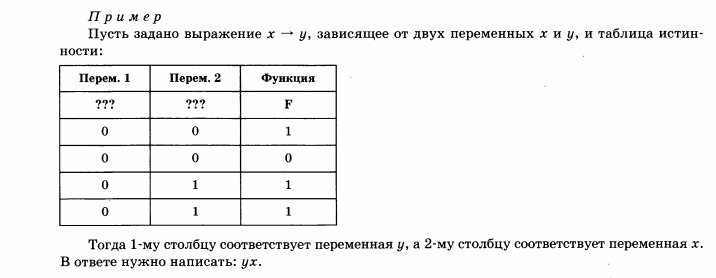 Пример
Пусть задано выражение x → y, зависящее от двух переменных x и y, и таблица истин-
ности:
Перем. 1 Перем. 2 Функция
??? ??? F
0 0 1
0 0 0
0 1 1
0 1 1
Тогда 1-му столбцу соответствует переменная y, а 2-му столбцу соответствует переменная x.
В ответе нужно написать: yx.